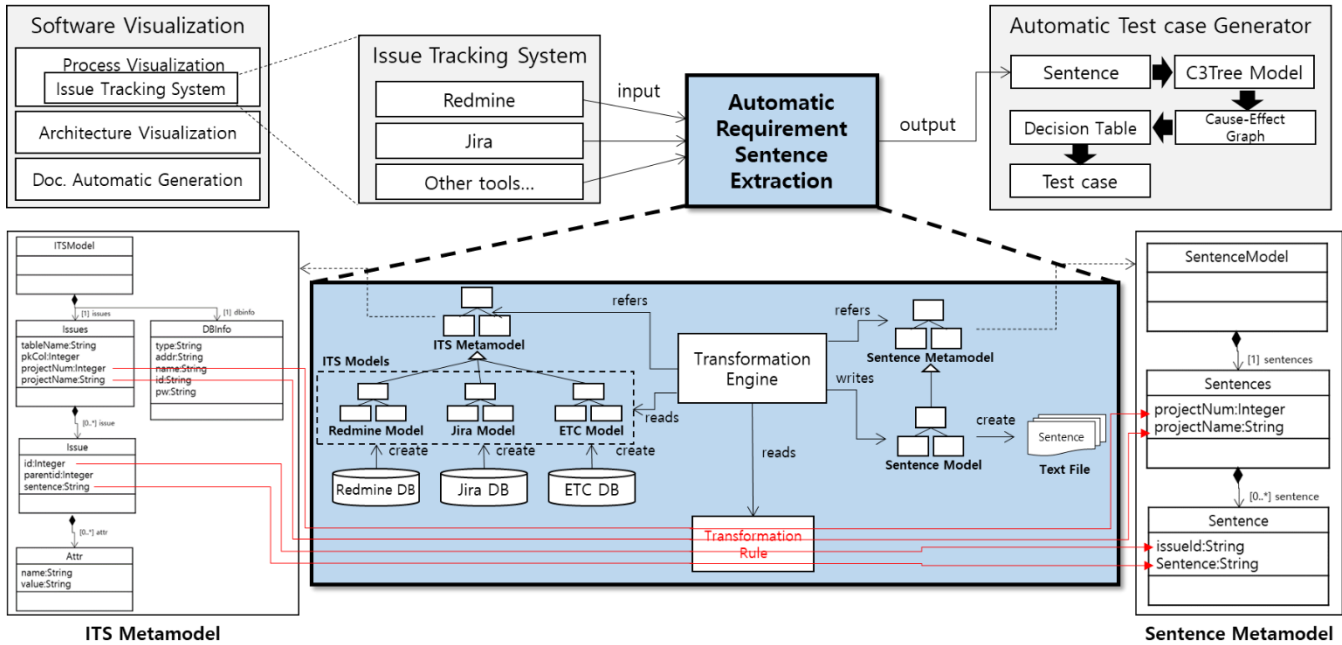 Software Visualization
Process Visualization
Issue Tracking System
Architecture Visualization
Doc. Automatic Generation
Issue Tracking System
Redmine
Jira
Other tools...
input
Automatic
Requirement
Sentence
Extraction
output
Automatic Test case Generator
Sentence
C3Tree Model
Decision Table
Cause-Effect
Graph
Test case
ITSModel
[1] issues
[1] dbinfo
Issues
tableName:String
pkCol:Integer
projectNum:Integer
projectName:String
DBInfo
type:String
addr:String
name:String
id:String
pw:String
[0..*] issue
Issue
id:Integer
parentid:Integer
sentence:String
[0..*] attr
Attr
name:String
value:String
ITS Metamodel
refers
ITS Metamodel
ITS Models
Redmine Model
Jira Model
ETC Model
create
create
create
Redmine DB
Jira DB
ETC DB
Transformation
Engine
reads
reads
refers
Sentence Metamodel
writes
Sentence Model
create
Sentence
Text File
Transformation
Rule
SentenceModel
[1] sentences
Sentences
projectNum:Integer
projectName:String
[0..*] sentence
Sentence
issueId:String
Sentence:String
Sentence Metamodel